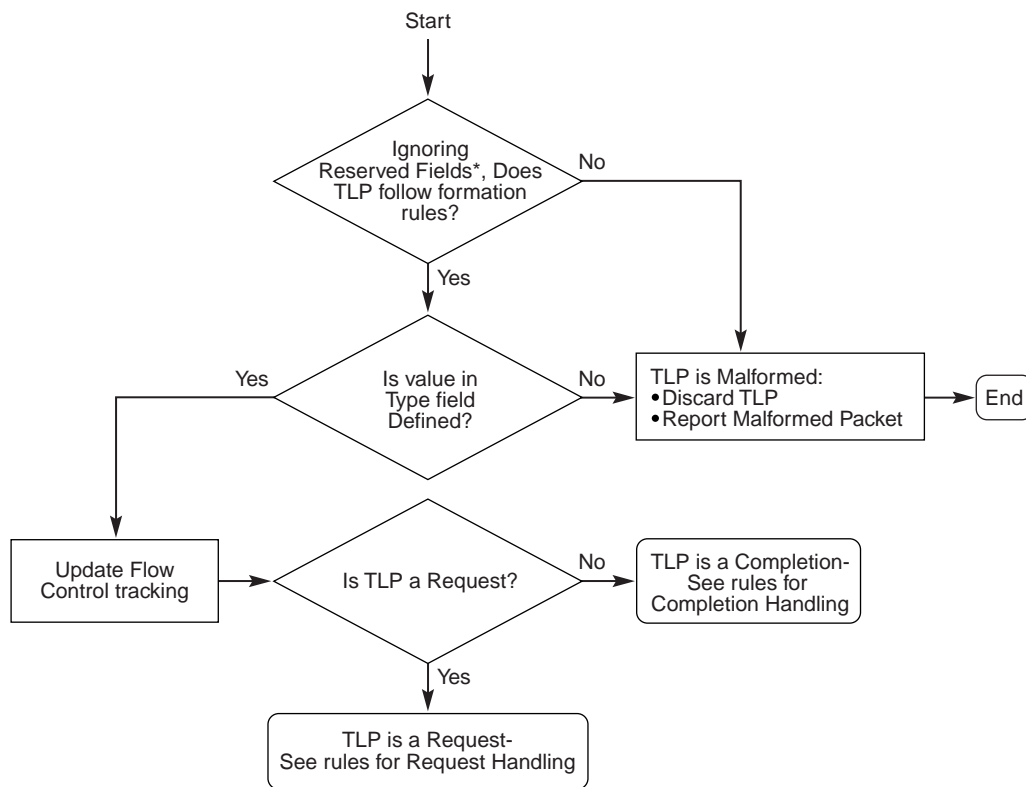 Start
Ignoring
Reserved Fields*, Does
TLP follow formation
rules?
No
Yes
Is value in
Type field
Defined?
Yes
No
TLP is Malformed:
•Discard TLP
•Report Malformed Packet
End
Update Flow
Control tracking
Is TLP a Request?
No
TLP is a Completion-
See rules for
Completion Handling
Yes
TLP is a Request-
See rules for Request Handling